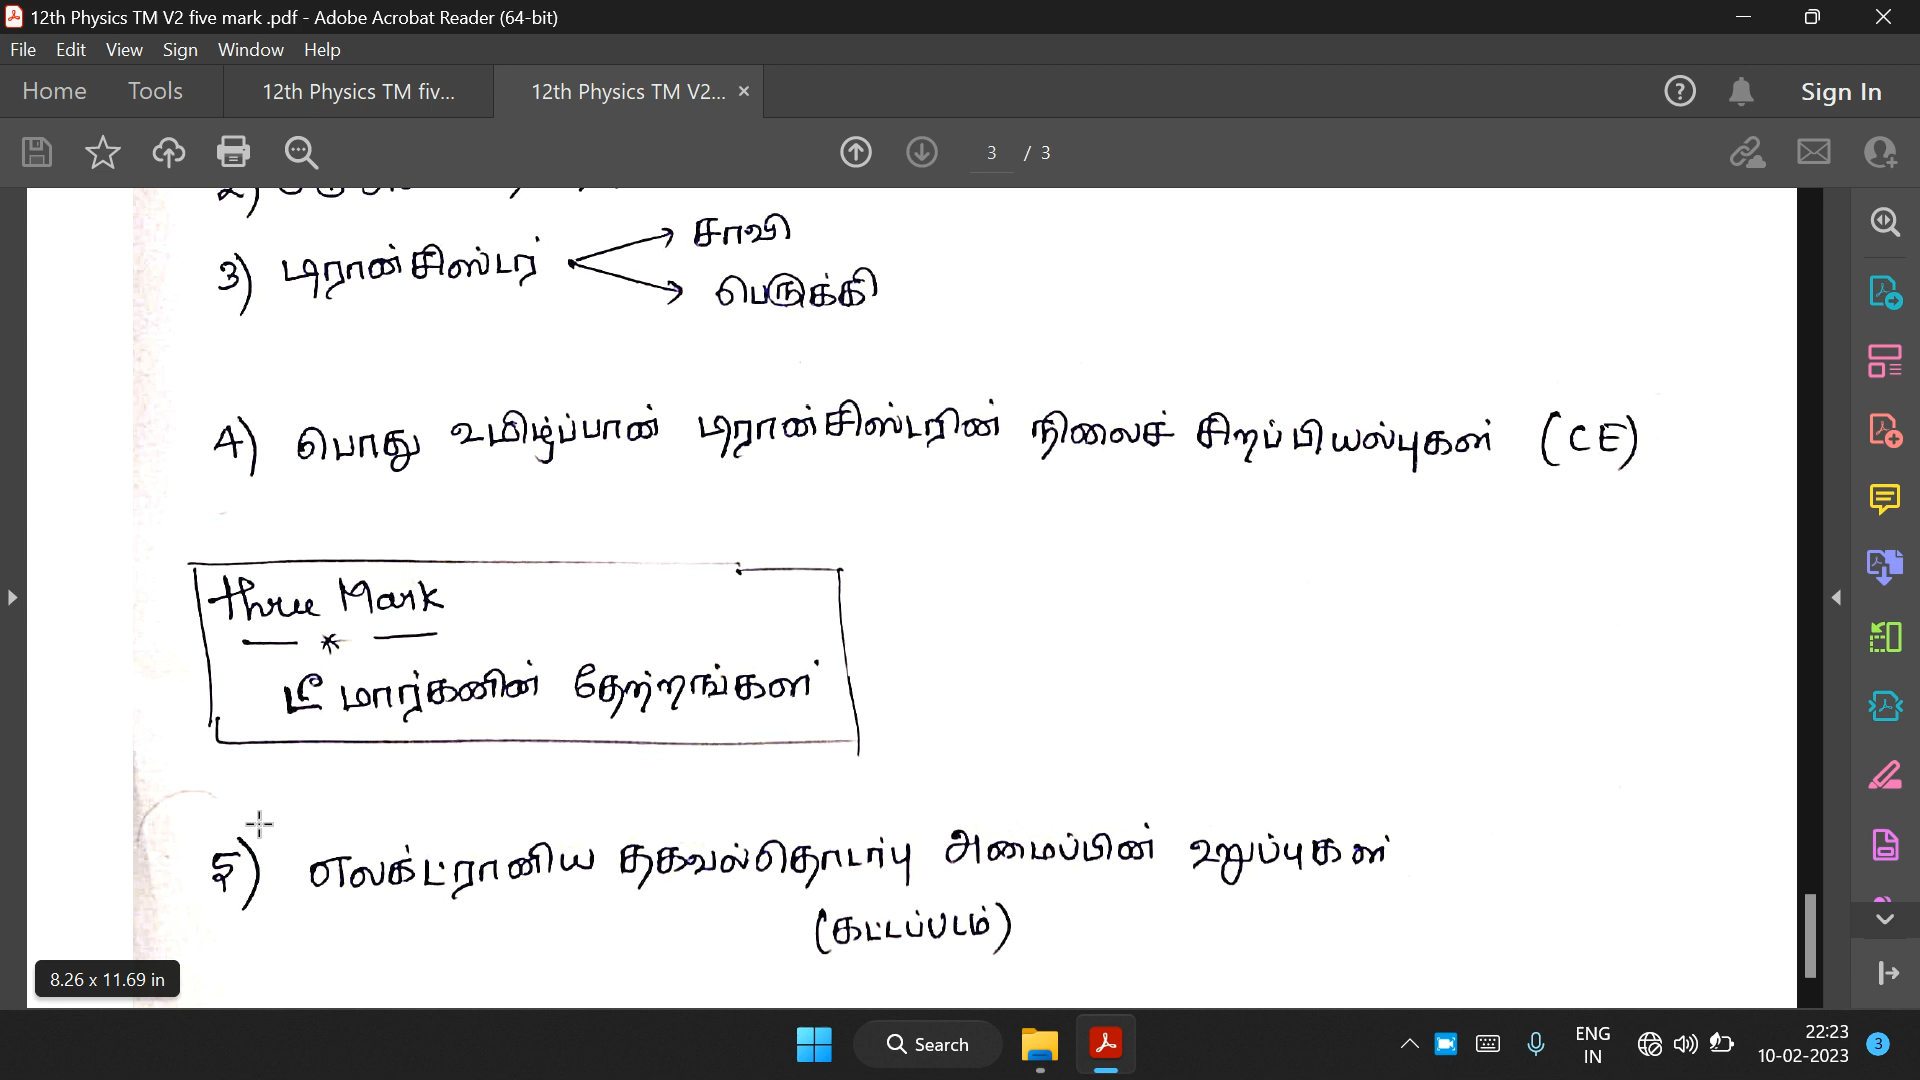 12th Physics TM V2 five mark .pdf - Adobe Acrobat Reader (64-bit)
File Edit View Sign Window Help
Home Tools 12th Physics TM fiv... 12th Physics TM V2... × Sign In
3 / 3
2)
3) டிரான்சிஸ்டர் சாவி
பெருக்கி
4) பொது உமிழ்ப்பான் டிரான்சிஸ்டரின் நிலைச் சிறப்பியல்புகள் (CE)
Three Mark
— * —
டீ மார்கனின் தேற்றங்கள்
5) எலக்ட்ரானிய தகவல்தொடர்பு அமைப்பின் உறுப்புகள்
(கட்டப்படம்)
8.26 x 11.69 in
Search
ENG
IN
22:23
10-02-2023
3